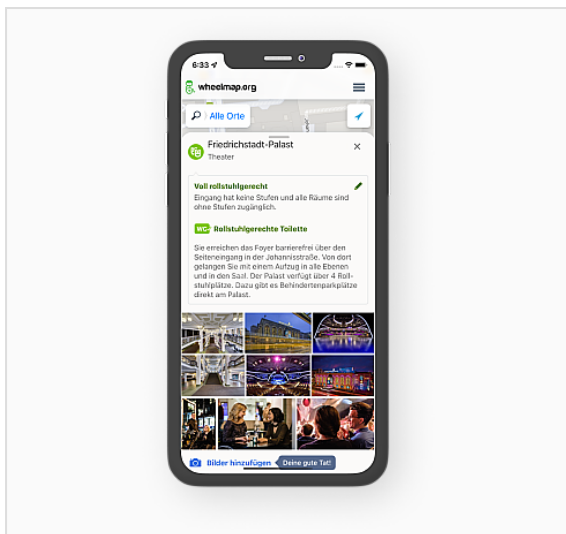 6:33
wheelmap.org
Alle Orte
Friedrichstadt-Palast
Theater
Voll rollstuhlgerecht
Eingang hat keine Stufen und alle Räume sind
ohne Stufen zugänglich.
WC Rollstuhlgerechte Toilette
Sie erreichen das Foyer barrierefrei über den
Seiteneingang in der Johannisstraße. Von dort
gelangen Sie mit einem Aufzug in alle Ebenen
und in den Saal. Der Palast verfügt über 4 Roll-
stuhlplätze. Dazu gibt es Behindertenparkplätze
direkt am Palast.
Bilder hinzufügen Deine gute Tat!